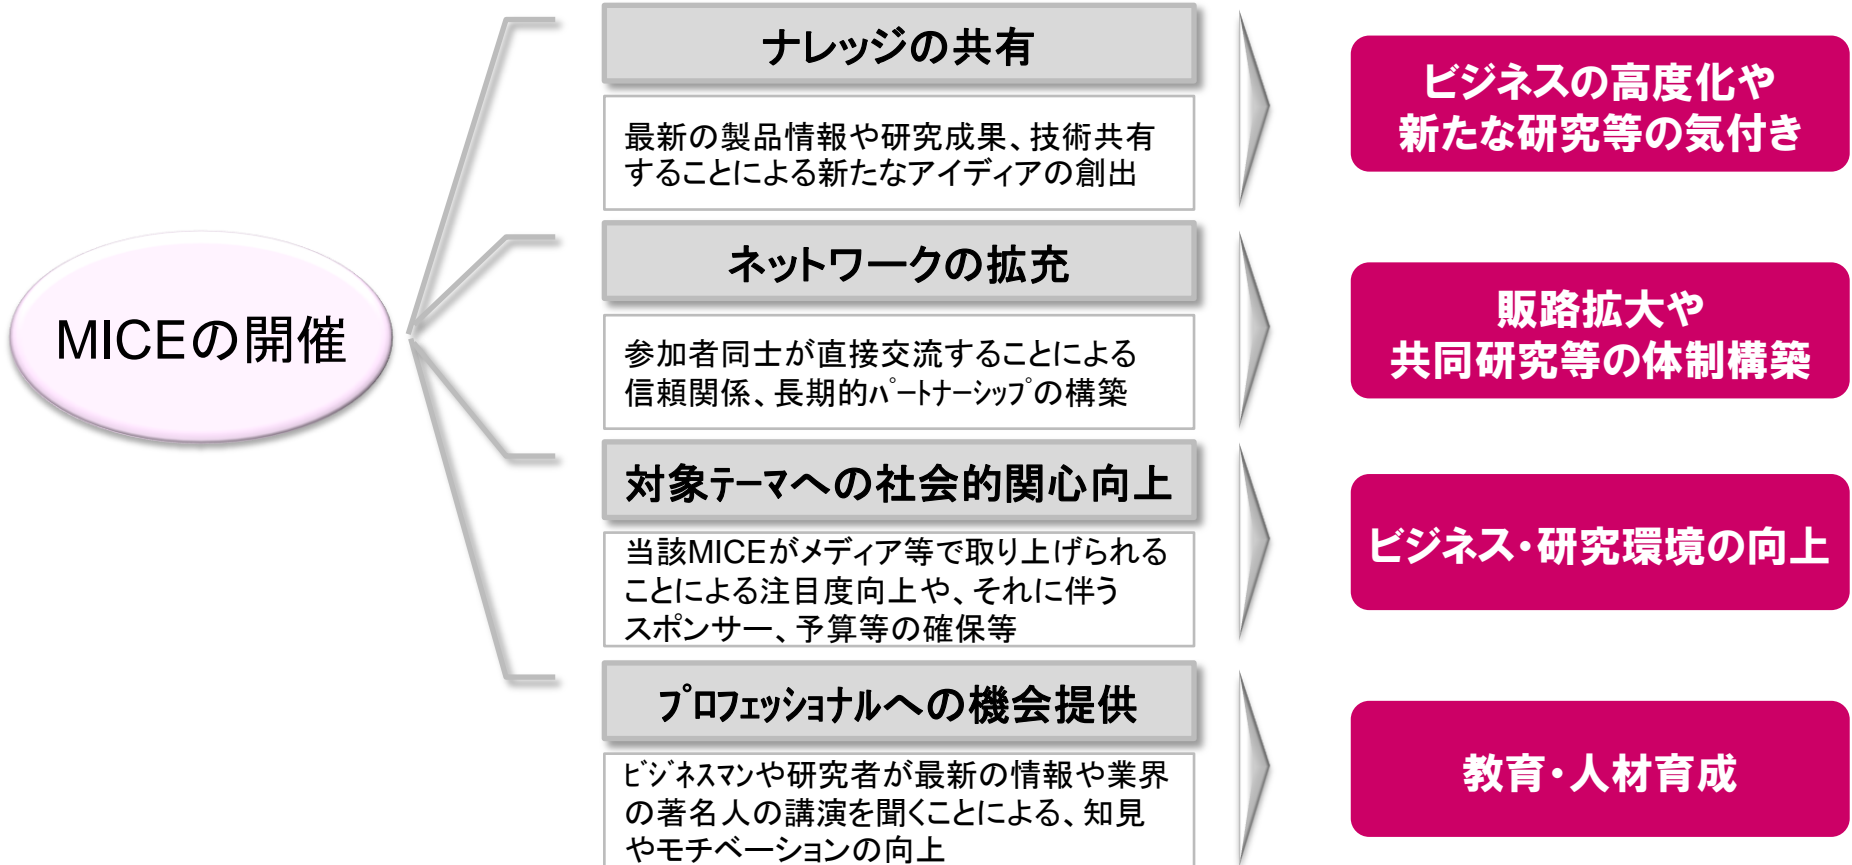 MICEの開催
ナレッジの共有
最新の製品情報や研究成果、技術共有
することによる新たなアイディアの創出
ビジネスの高度化や
新たな研究等の気付き
ネットワークの拡充
参加者同士が直接交流することによる
信頼関係、長期的ﾊﾟｰﾄﾅｰｼｯﾌﾟの構築
販路拡大や
共同研究等の体制構築
対象ﾃｰﾏへの社会的関心向上
当該MICEがメディア等で取り上げられる
ことによる注目度向上や、それに伴う
スポンサー、予算等の確保等
ビジネス・研究環境の向上
ﾌﾟﾛﾌｪｯｼｮﾅﾙへの機会提供
ﾋﾞｼﾞﾈｽﾏﾝや研究者が最新の情報や業界
の著名人の講演を聞くことによる、知見
やモチベーションの向上
教育・人材育成